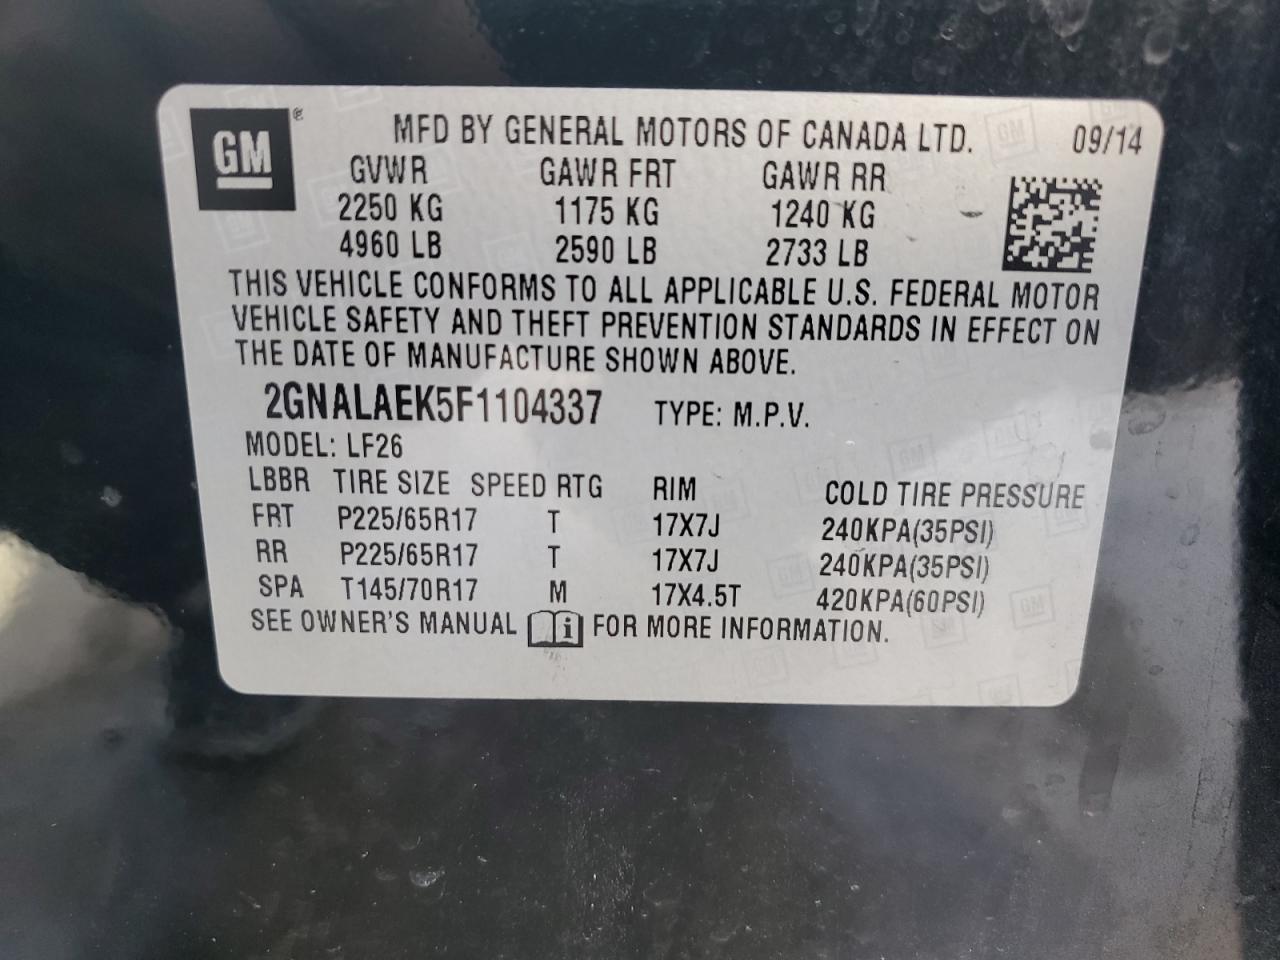 GM ®
MFD BY GENERAL MOTORS OF CANADA LTD. 09/14
GVWR GAWR FRT GAWR RR
2250 KG 1175 KG 1240 KG
4960 LB 2590 LB 2733 LB
THIS VEHICLE CONFORMS TO ALL APPLICABLE U.S. FEDERAL MOTOR
VEHICLE SAFETY AND THEFT PREVENTION STANDARDS IN EFFECT ON
THE DATE OF MANUFACTURE SHOWN ABOVE.
2GNALAEK5F1104337 TYPE: M.P.V.
MODEL: LF26
LBBR TIRE SIZE SPEED RTG RIM COLD TIRE PRESSURE
FRT P225/65R17 T 17X7J 240KPA(35PSI)
RR P225/65R17 T 17X7J 240KPA(35PSI)
SPA T145/70R17 M 17X4.5T 420KPA(60PSI)
SEE OWNER'S MANUAL i FOR MORE INFORMATION.